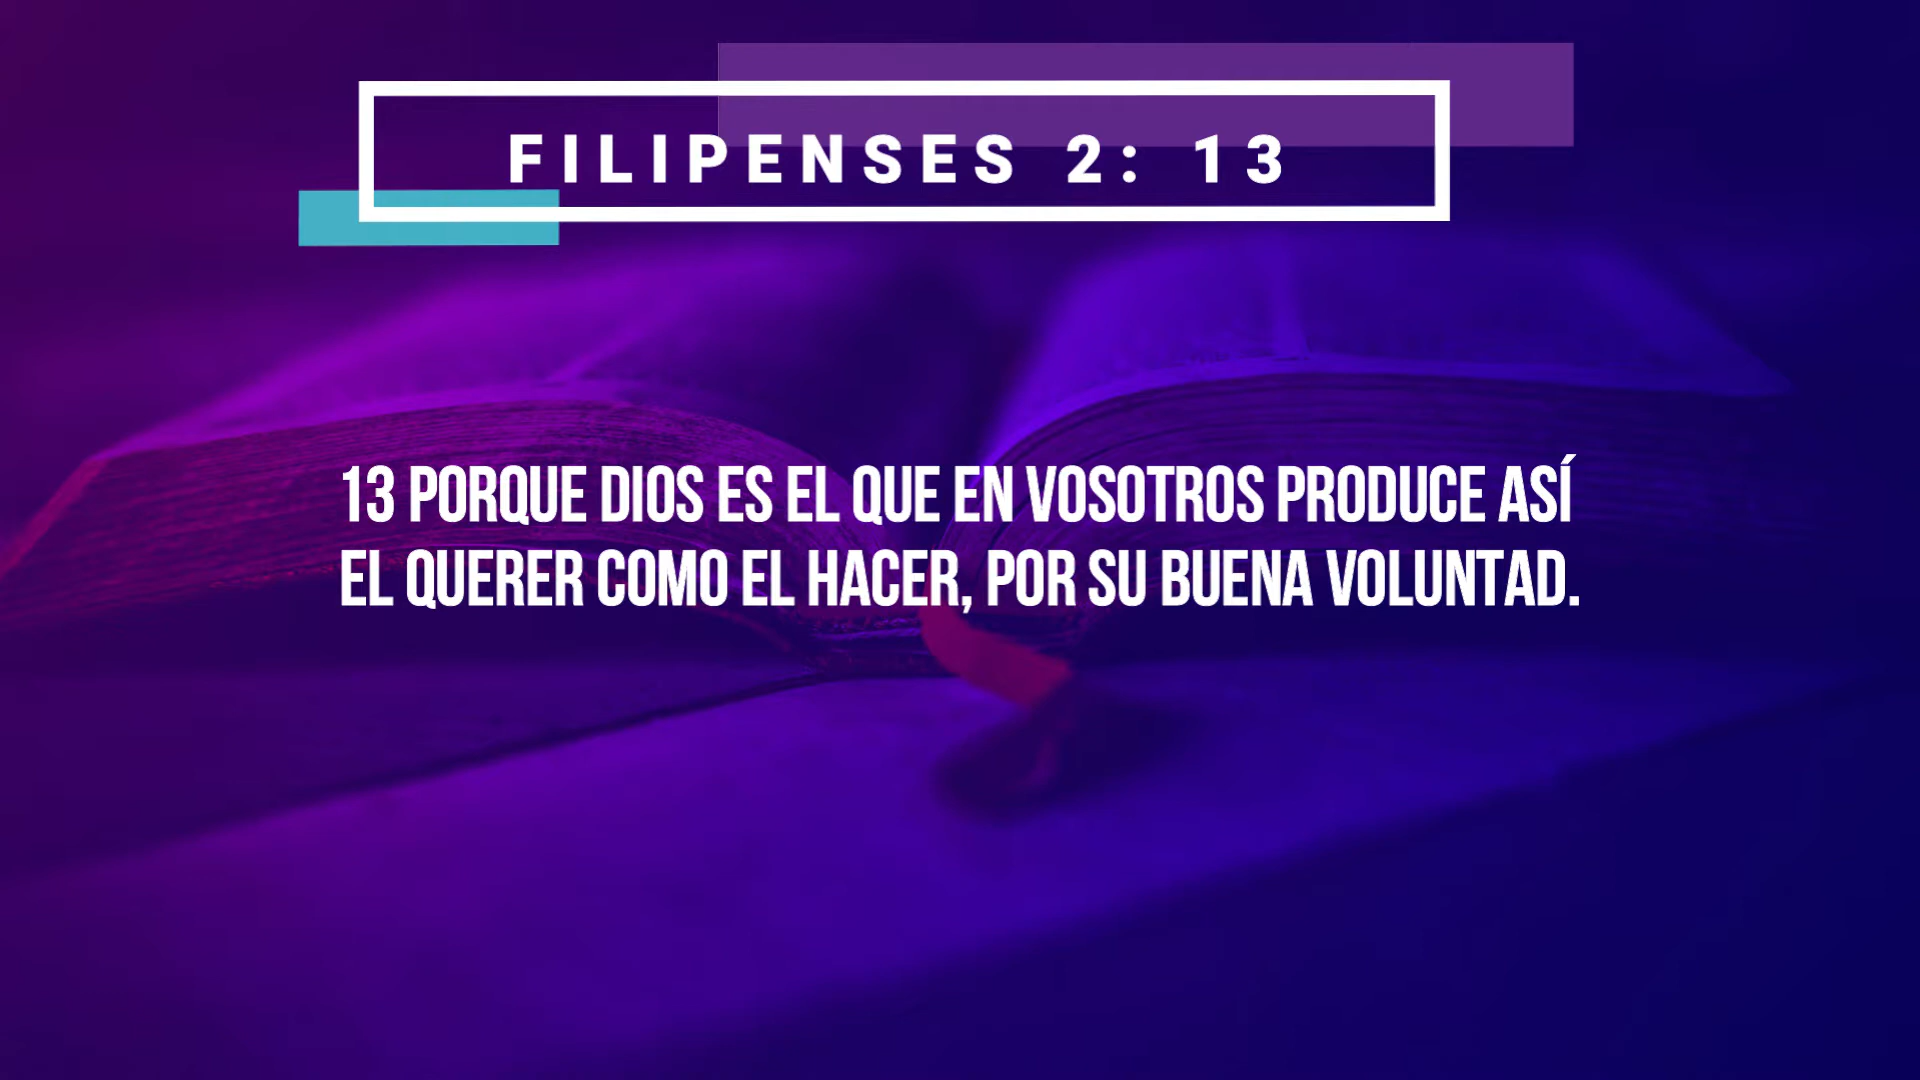 FILIPENSES 2: 13
13 PORQUE DIOS ES EL QUE EN VOSOTROS PRODUCE ASÍ
EL QUERER COMO EL HACER, POR SU BUENA VOLUNTAD.